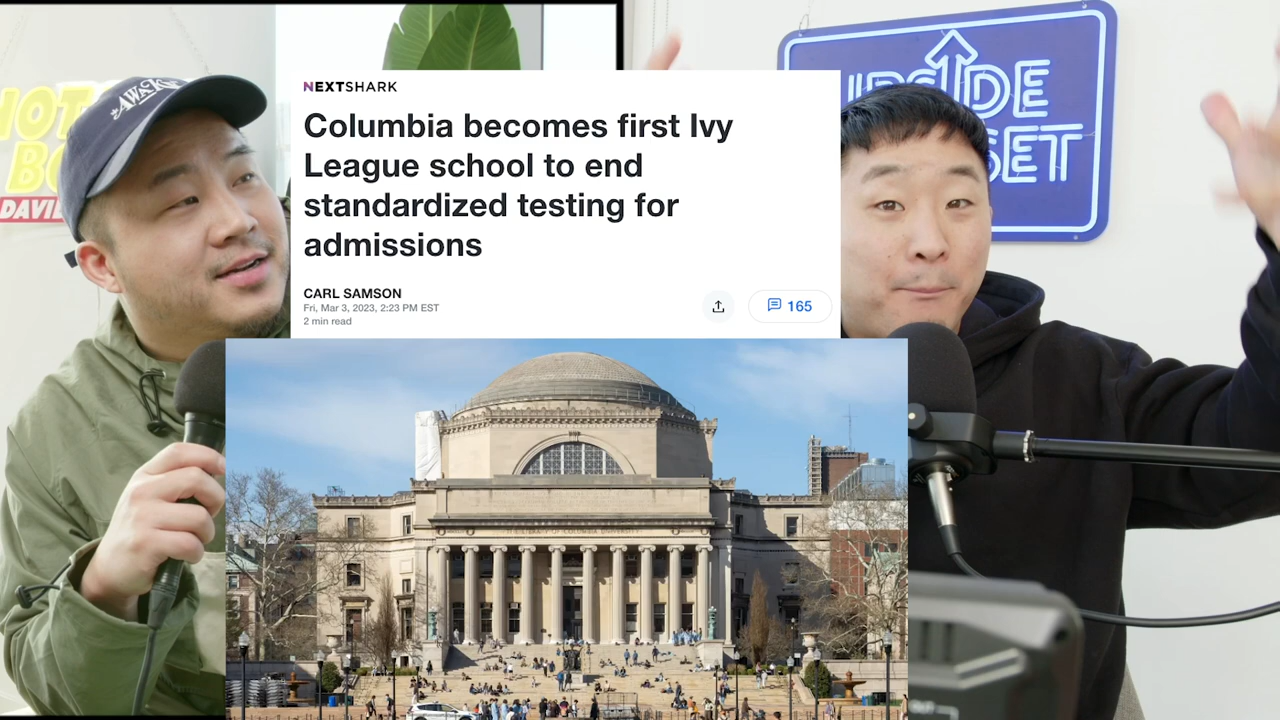 AWAKE
NEXTSHARK
Columbia becomes first Ivy
League school to end
standardized testing for
admissions
CARL SAMSON
Fri, Mar 3, 2023, 2:23 PM EST
2 min read
165